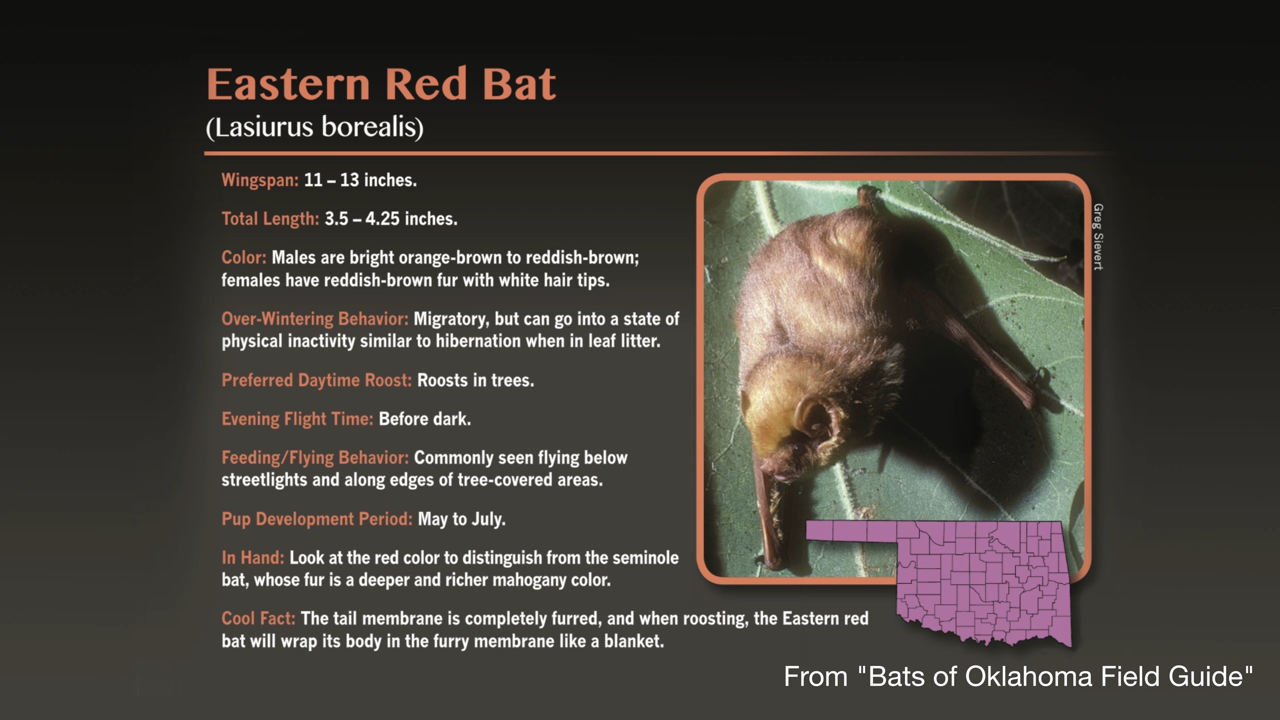 Eastern Red Bat
(Lasiurus borealis)
Wingspan: 11 – 13 inches.
Total Length: 3.5 – 4.25 inches.
Color: Males are bright orange-brown to reddish-brown;
females have reddish-brown fur with white hair tips.
Over-Wintering Behavior: Migratory, but can go into a state of
physical inactivity similar to hibernation when in leaf litter.
Preferred Daytime Roost: Roosts in trees.
Evening Flight Time: Before dark.
Feeding/Flying Behavior: Commonly seen flying below
streetlights and along edges of tree-covered areas.
Pup Development Period: May to July.
In Hand: Look at the red color to distinguish from the seminole
bat, whose fur is a deeper and richer mahogany color.
Cool Fact: The tail membrane is completely furred, and when roosting, the Eastern red
bat will wrap its body in the furry membrane like a blanket.
Greg Sievert
From "Bats of Oklahoma Field Guide"